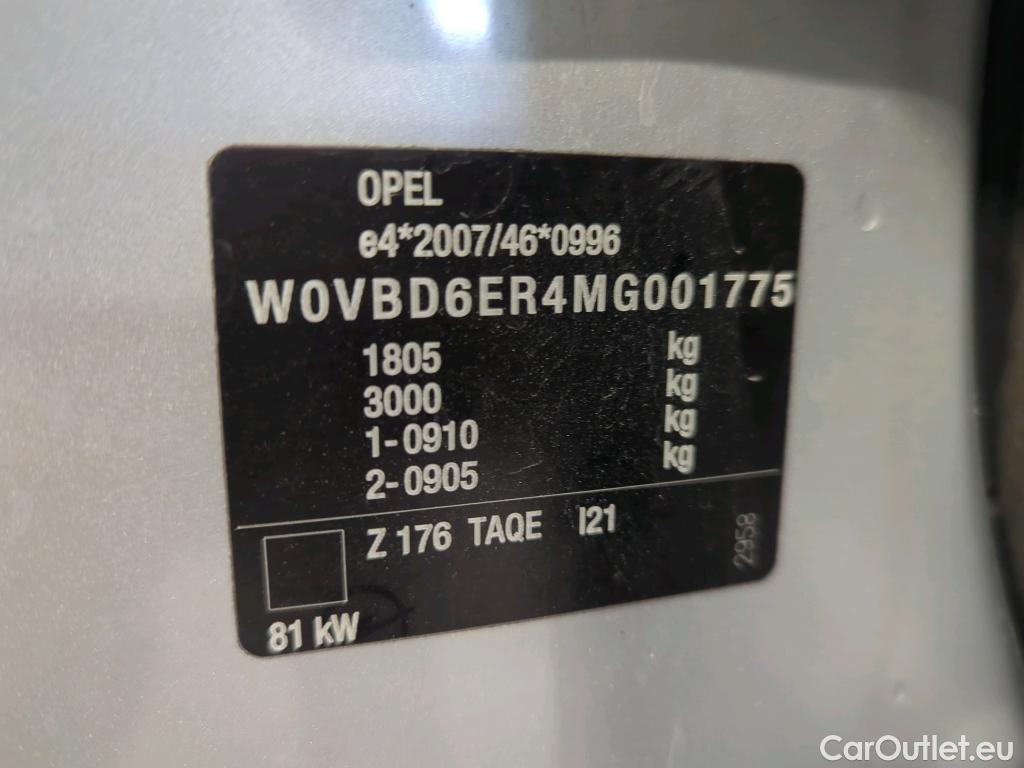 OPEL
e4*2007/46*0996
W0VBD6ER4MG001775
1805 kg
3000 kg
1-0910 kg
2-0905 kg
Z 176 TAQE I21
2958
81 kW
CarOutlet.eu